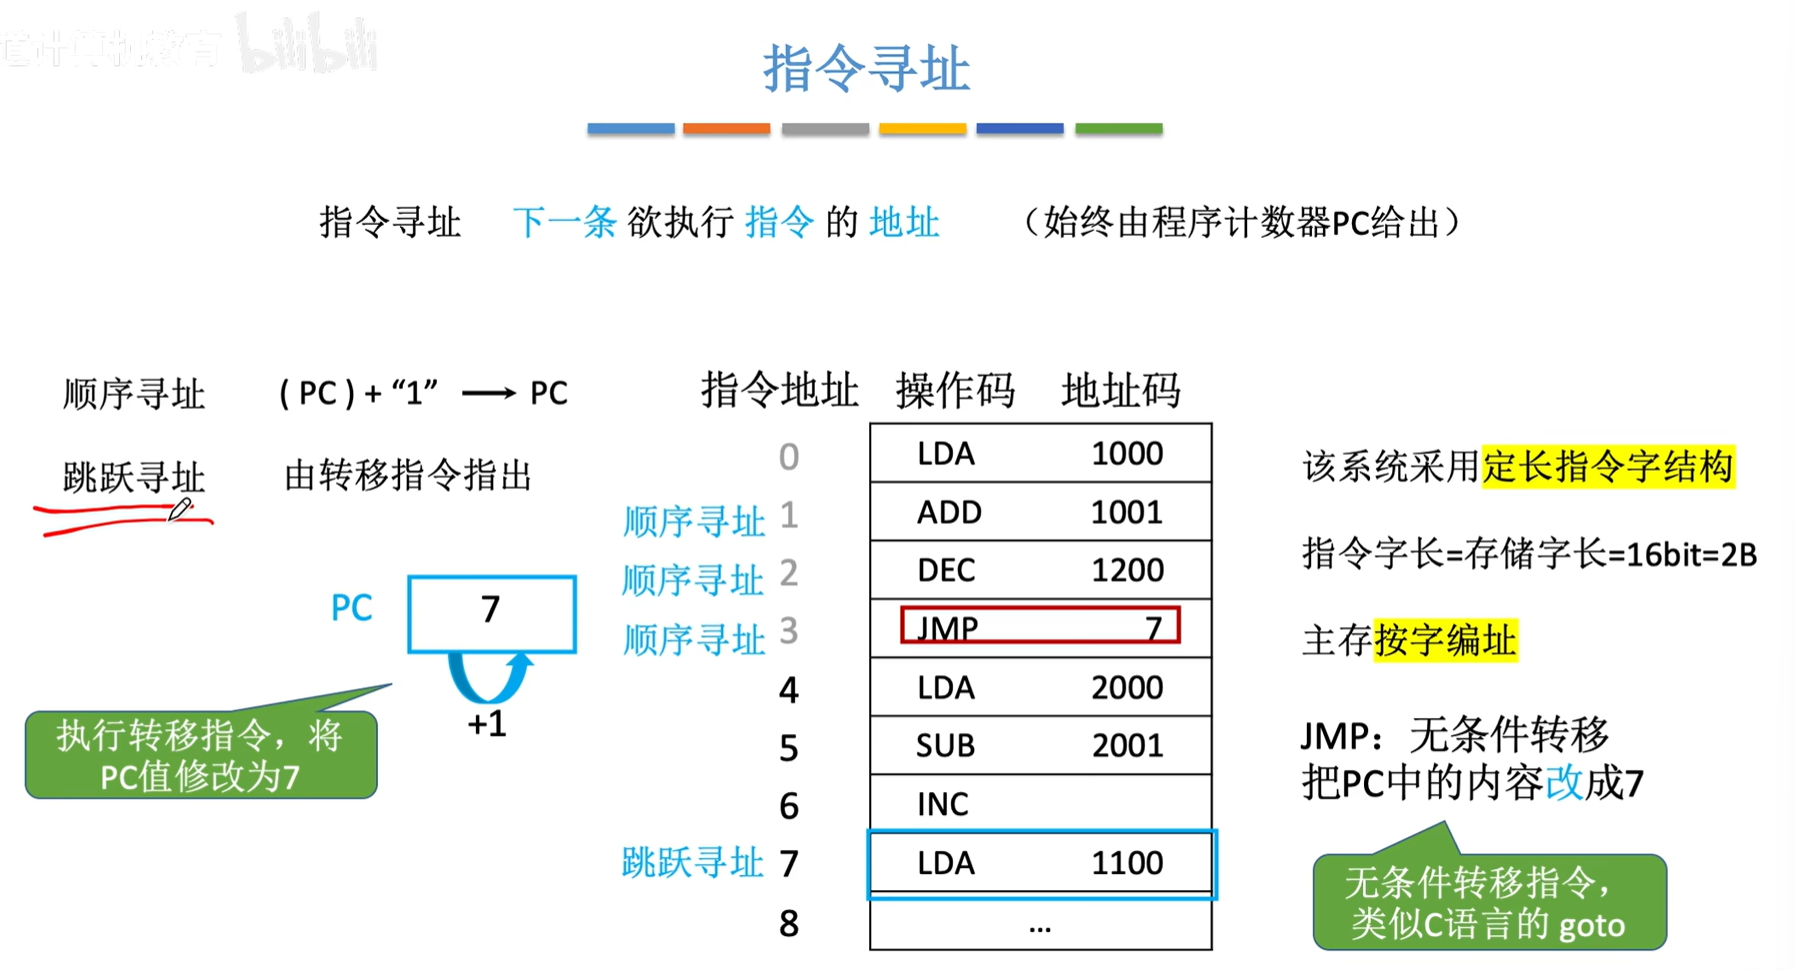 道计算机教育 bilibili
指令寻址
指令寻址 下一条 欲执行 指令 的 地址 （始终由程序计数器PC给出）
顺序寻址 ( PC ) + “1” → PC
跳跃寻址 由转移指令指出
PC 7
+1
执行转移指令，将
PC值修改为7
指令地址 操作码 地址码
0 LDA 1000
顺序寻址 1 ADD 1001
顺序寻址 2 DEC 1200
顺序寻址 3 JMP 7
4 LDA 2000
5 SUB 2001
6 INC
跳跃寻址 7 LDA 1100
8 ...
该系统采用定长指令字结构
指令字长=存储字长=16bit=2B
主存按字编址
JMP：无条件转移
把PC中的内容改成7
无条件转移指令，
类似C语言的 goto